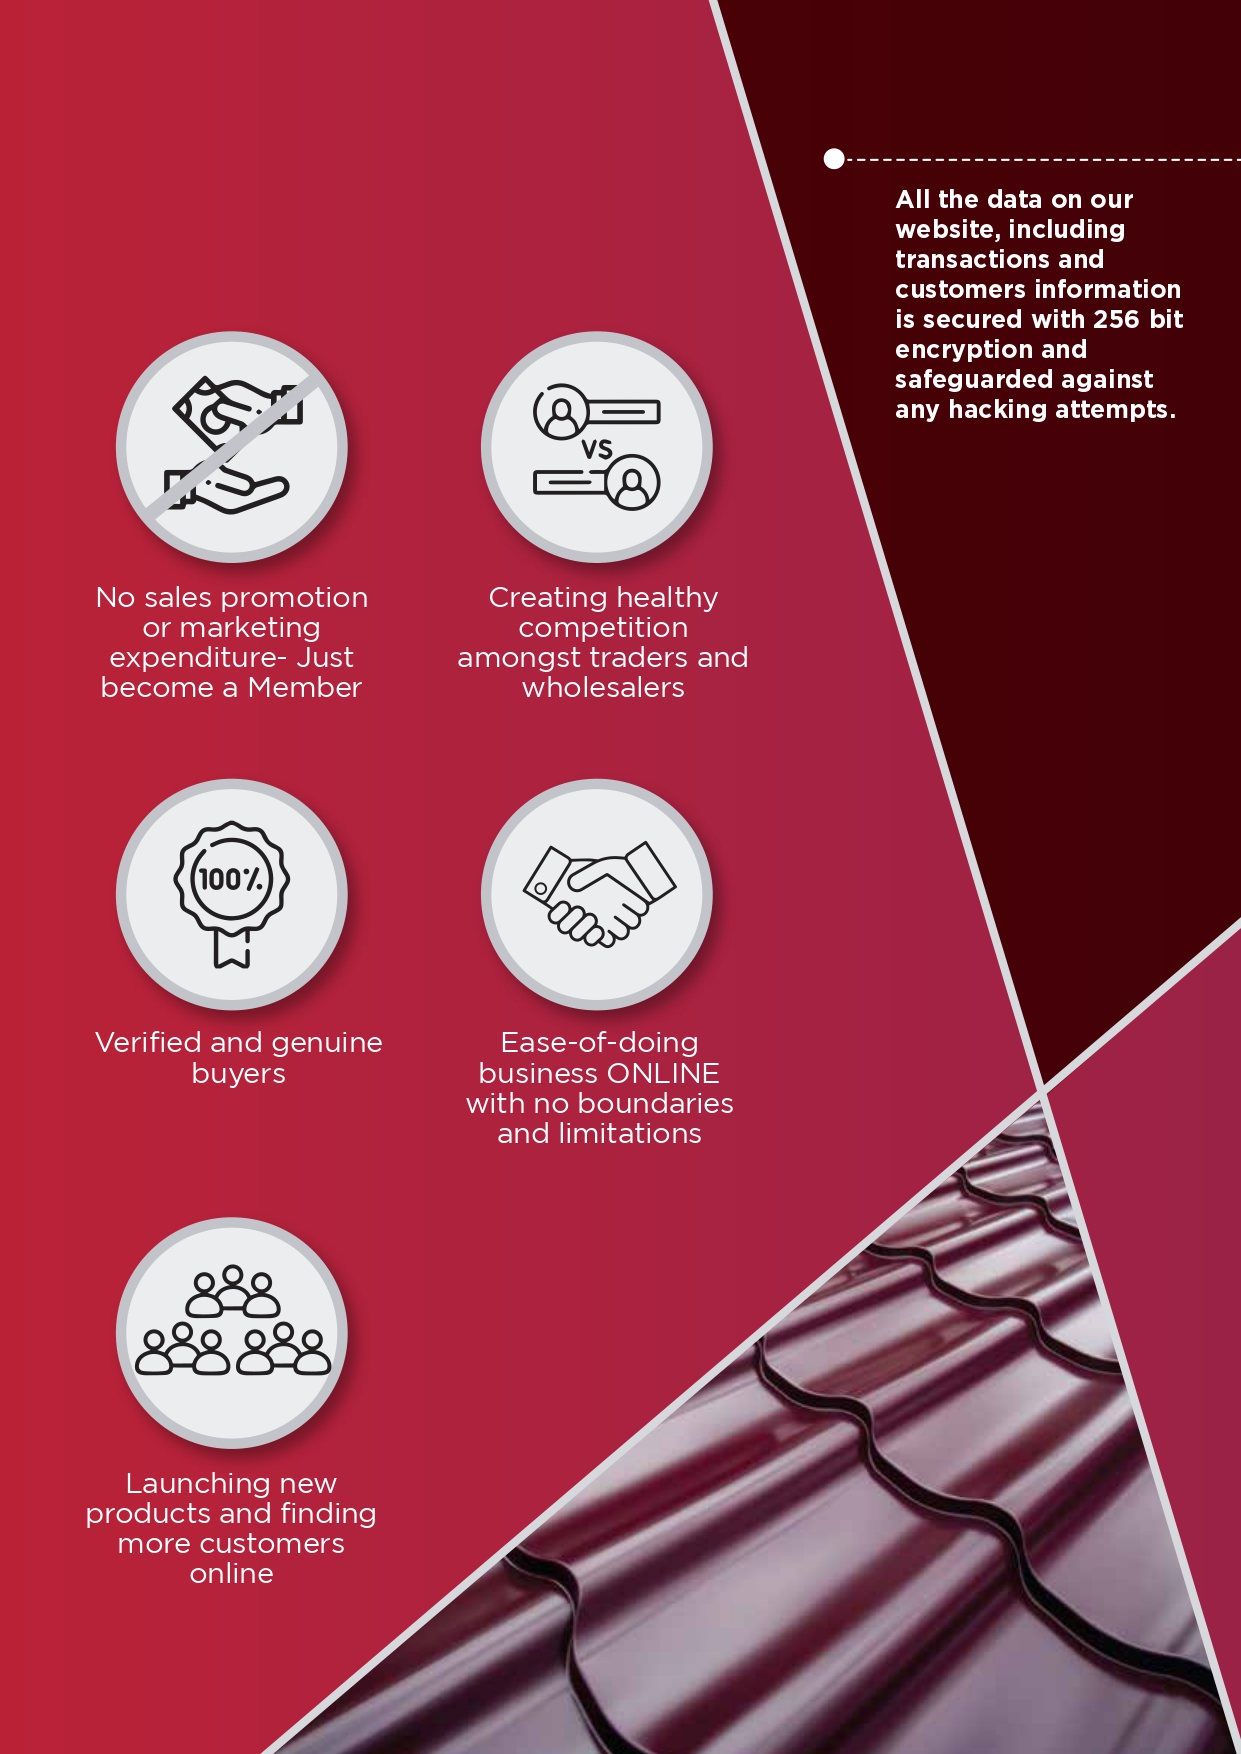 All the data on our
website, including
transactions and
customers information
is secured with 256 bit
encryption and
safeguarded against
any hacking attempts.
VS
No sales promotion
or marketing
expenditure- Just
become a Member
Creating healthy
competition
amongst traders and
wholesalers
100%
Verified and genuine
buyers
Ease-of-doing
business ONLINE
with no boundaries
and limitations
Launching new
products and finding
more customers
online